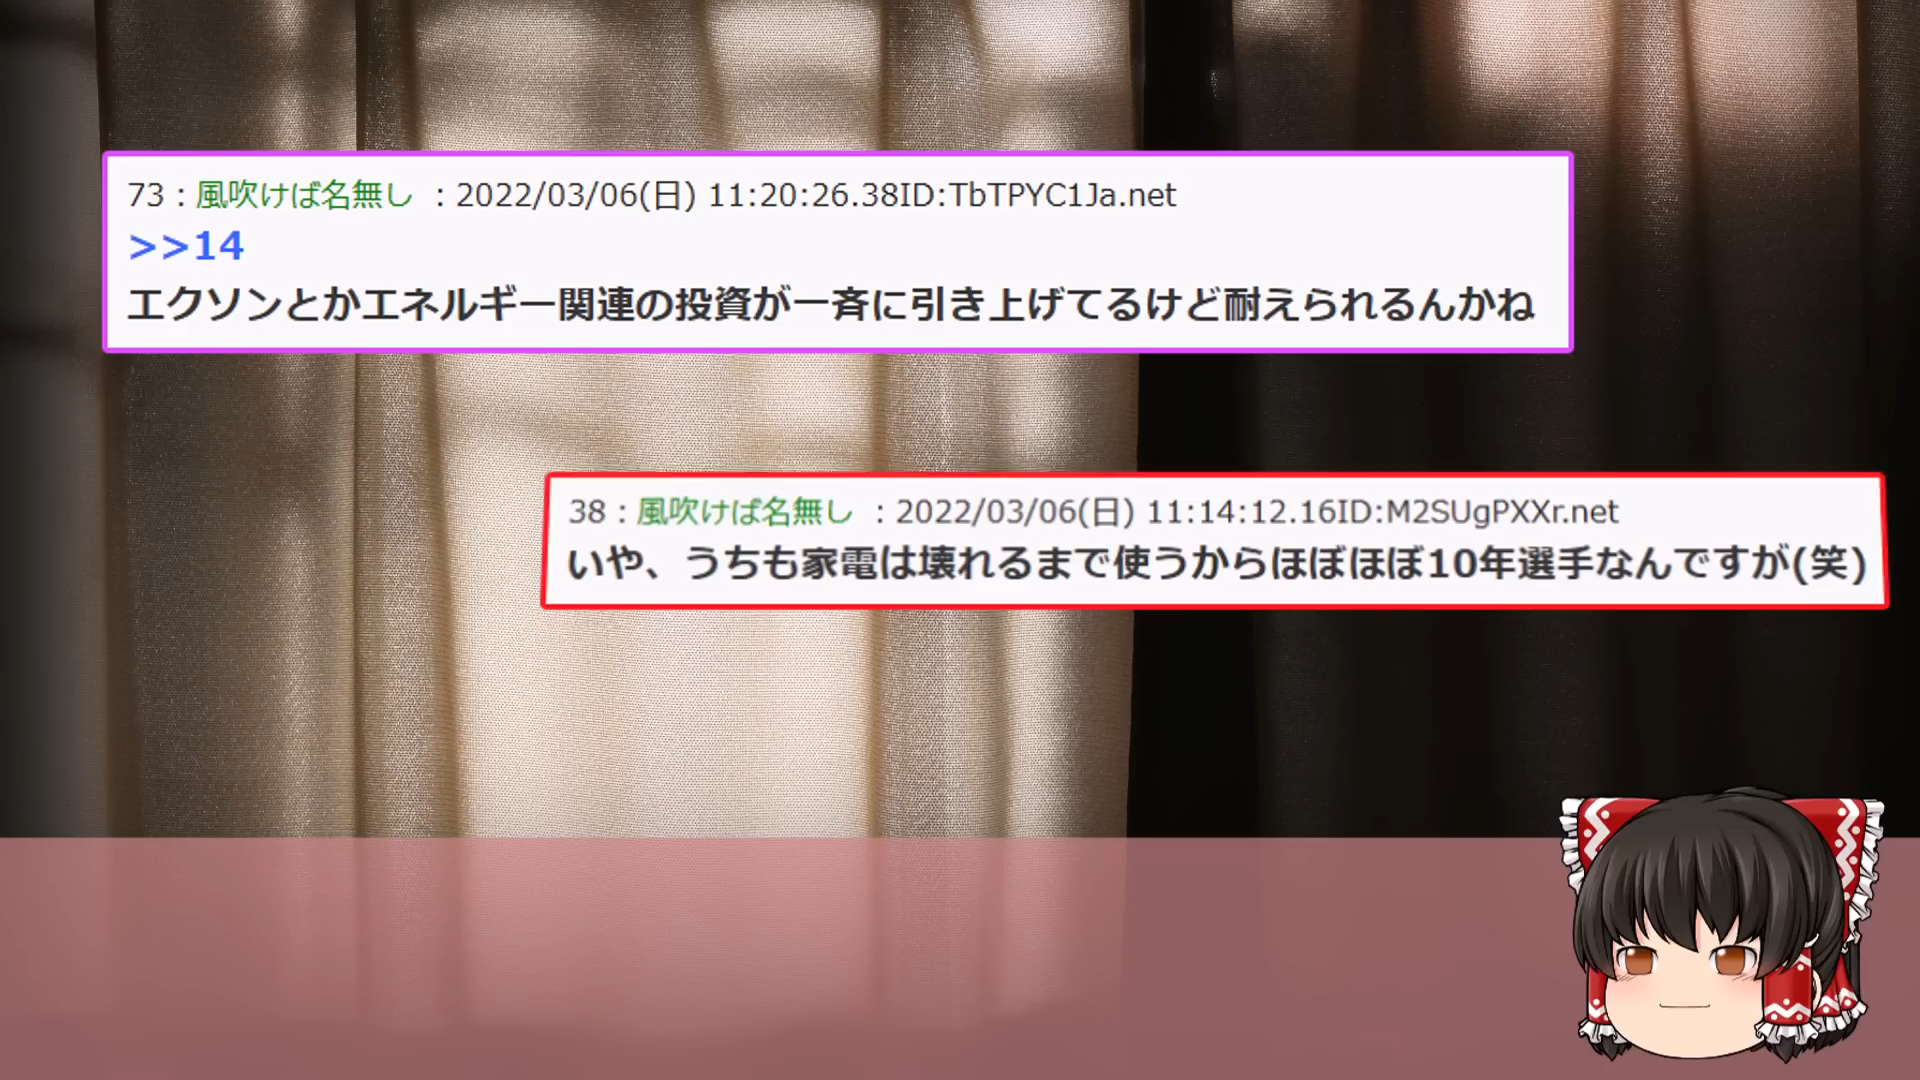 73 : 風吹けば名無し : 2022/03/06(日) 11:20:26.38ID:TbTPYC1Ja.net
>>14
エクソンとかエネルギー関連の投資が一斉に引き上げてるけど耐えられるんかね
38 : 風吹けば名無し : 2022/03/06(日) 11:14:12.16ID:M2SUgPXXr.net
いや、うちも家電は壊れるまで使うからほぼほぼ10年選手なんですが(笑)